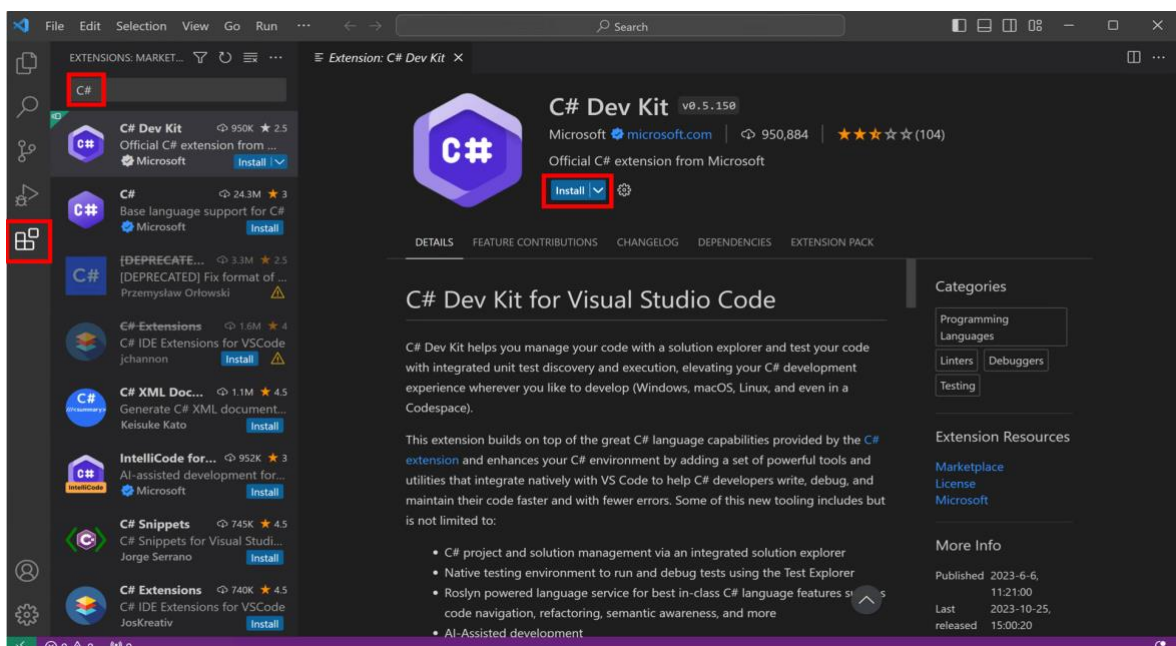 File Edit Selection View Go Run ··· Search
EXTENSIONS: MARKET... ···
C#
C# Dev Kit 950K ★ 2.5
Official C# extension from ...
Microsoft Install
C# 24.3M ★ 3
Base language support for C#
Microsoft Install
[DEPRECATE... 3.3M ★ 2.5
[DEPRECATED] Fix format of ...
Przemysław Orłowski
C# Extensions 1.6M ★ 4
C# IDE Extensions for VSCode
jchannon Install
C# XML Doc... 1.1M ★ 4.5
Generate C# XML document...
Keisuke Kato Install
IntelliCode for... 952K ★ 3
AI-assisted development for...
Microsoft Install
C# Snippets 745K ★ 4.5
C# Snippets for Visual Studi...
Jorge Serrano Install
C# Extensions 740K ★ 4.5
C# IDE Extensions for VSCode
JosKreativ Install
Extension: C# Dev Kit ×
C# Dev Kit v0.5.150
Microsoft microsoft.com | 950,884 | ★★★☆☆(104)
Official C# extension from Microsoft
Install
DETAILS FEATURE CONTRIBUTIONS CHANGELOG DEPENDENCIES EXTENSION PACK
C# Dev Kit for Visual Studio Code
C# Dev Kit helps you manage your code with a solution explorer and test your code
with integrated unit test discovery and execution, elevating your C# development
experience wherever you like to develop (Windows, macOS, Linux, and even in a
Codespace).
This extension builds on top of the great C# language capabilities provided by the C#
extension and enhances your C# environment by adding a set of powerful tools and
utilities that integrate natively with VS Code to help C# developers write, debug, and
maintain their code faster and with fewer errors. Some of this new tooling includes but
is not limited to:
• C# project and solution management via an integrated solution explorer
• Native testing environment to run and debug tests using the Test Explorer
• Roslyn powered language service for best in-class C# language features
code navigation, refactoring, semantic awareness, and more
• AI-Assisted development
Categories
Programming
Languages
Linters Debuggers
Testing
Extension Resources
Marketplace
License
Microsoft
More Info
Published 2023-6-6,
11:21:00
Last 2023-10-25,
released 15:00:20